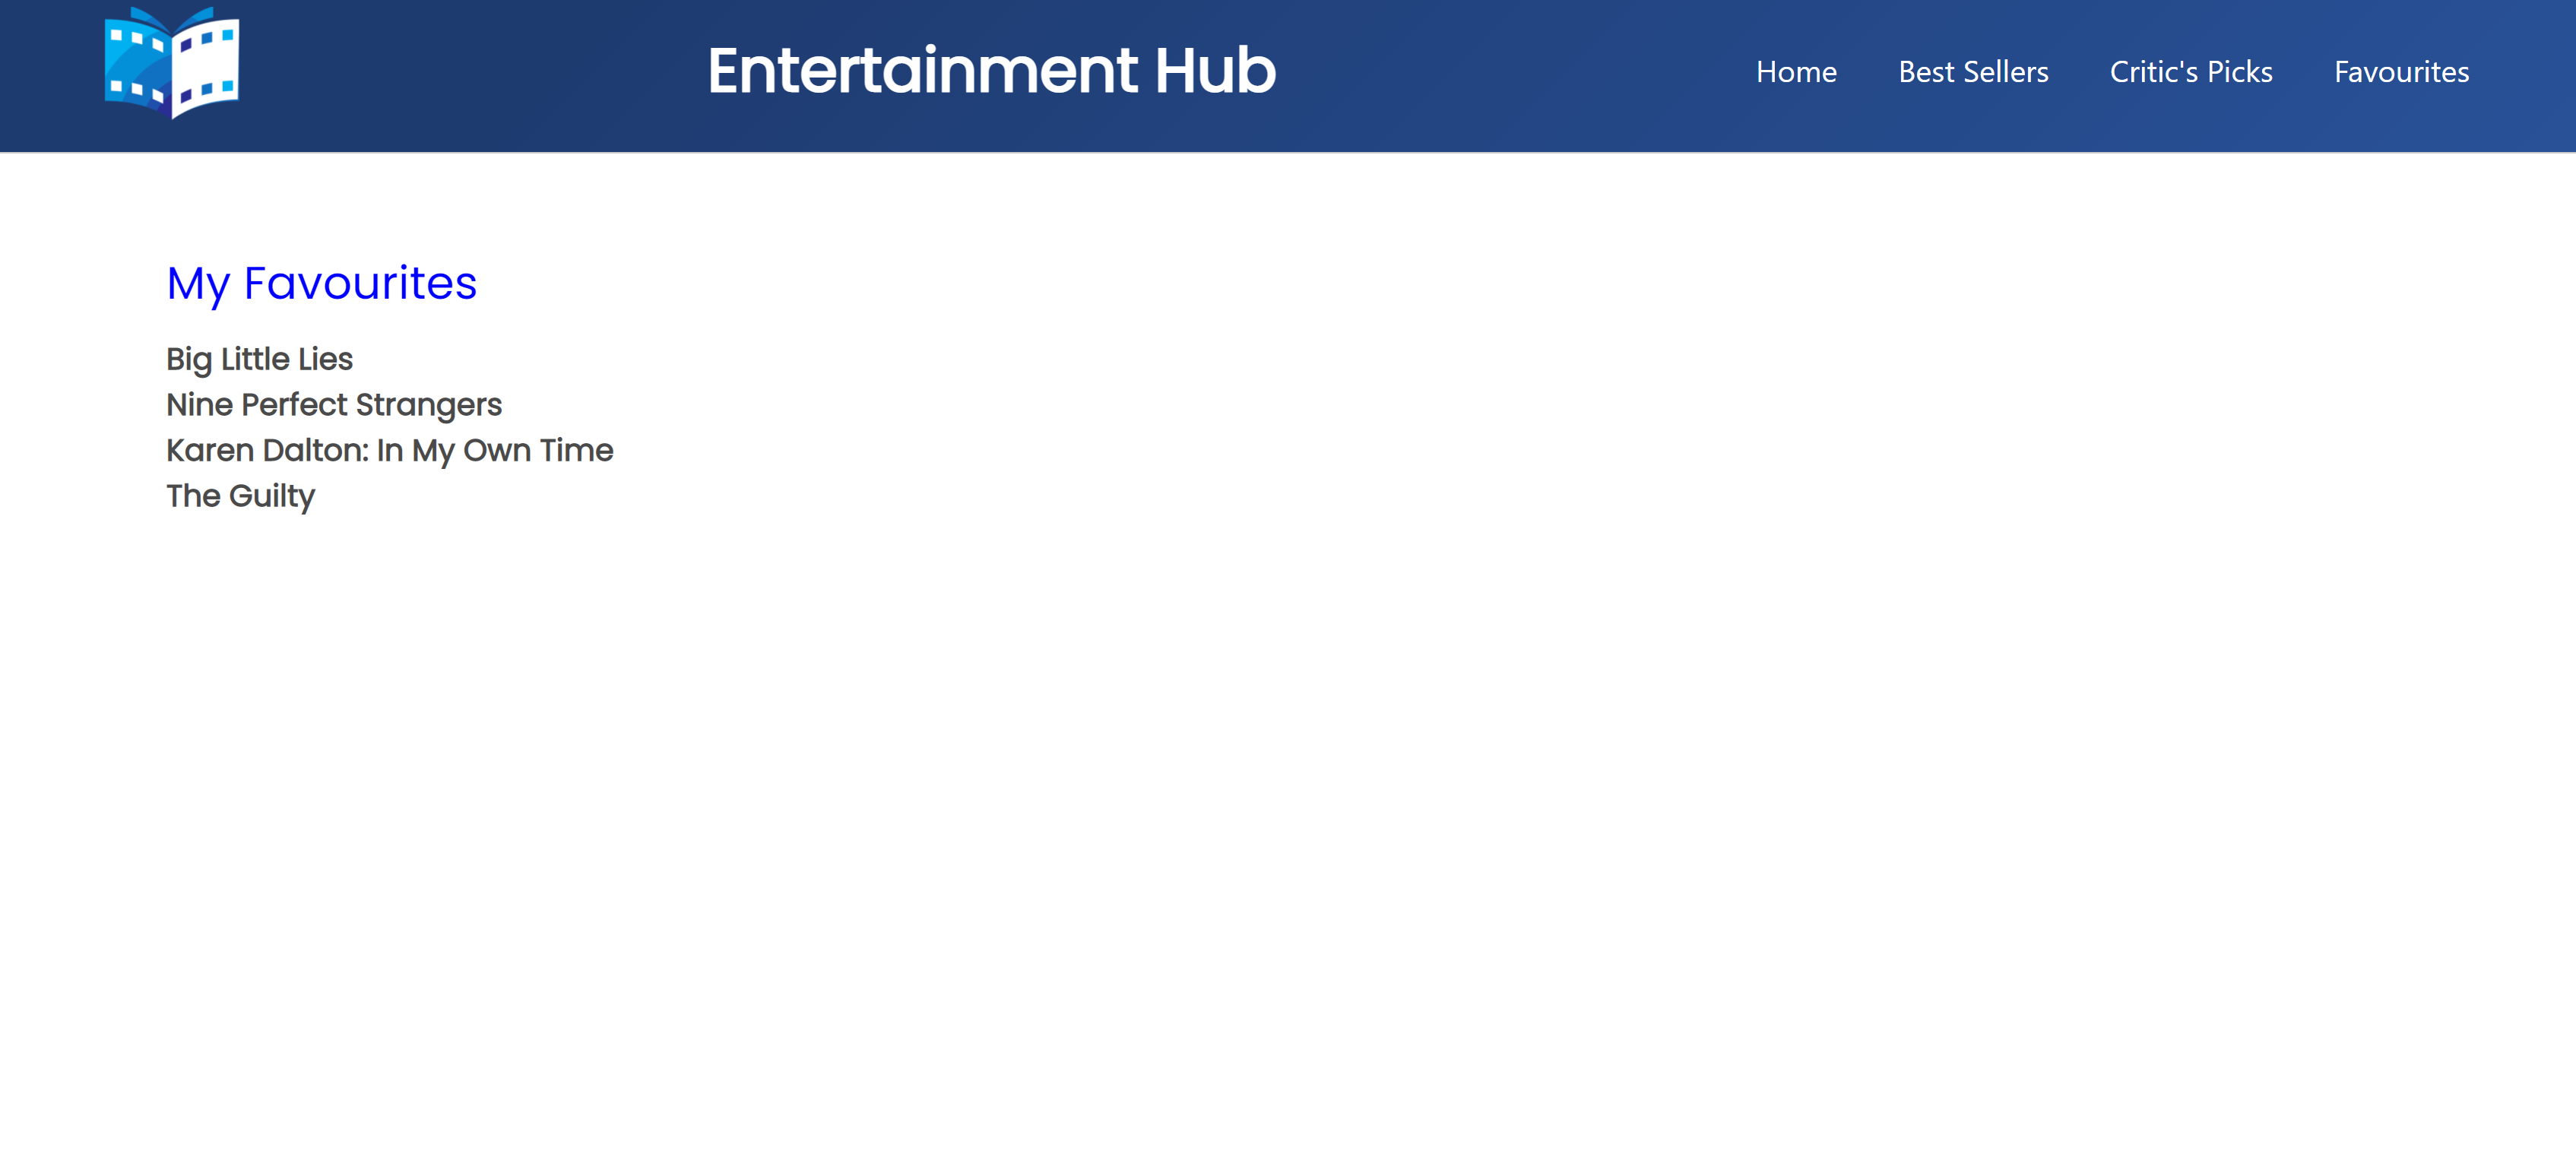 Entertainment Hub
Home Best Sellers Critic's Picks Favourites
My Favourites
Big Little Lies
Nine Perfect Strangers
Karen Dalton: In My Own Time
The Guilty